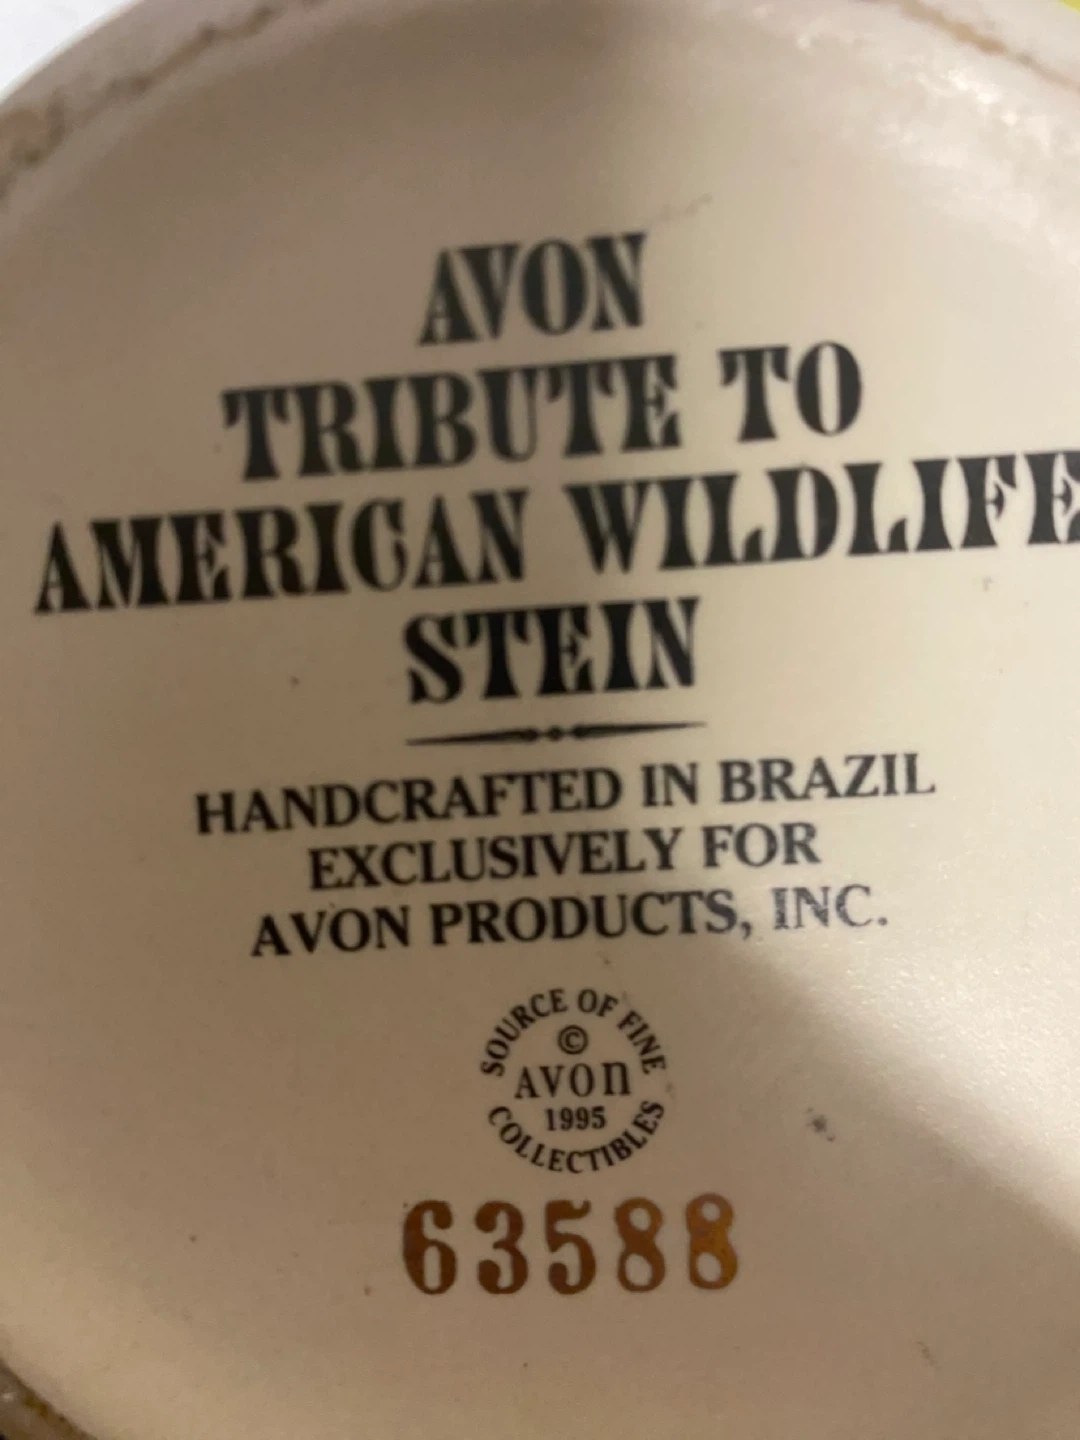 AVON
TRIBUTE TO
AMERICAN WILDLIFE
STEIN
HANDCRAFTED IN BRAZIL
EXCLUSIVELY FOR
AVON PRODUCTS, INC.
SOURCE OF FINE
©
AVON
1995
COLLECTIBLES
63588